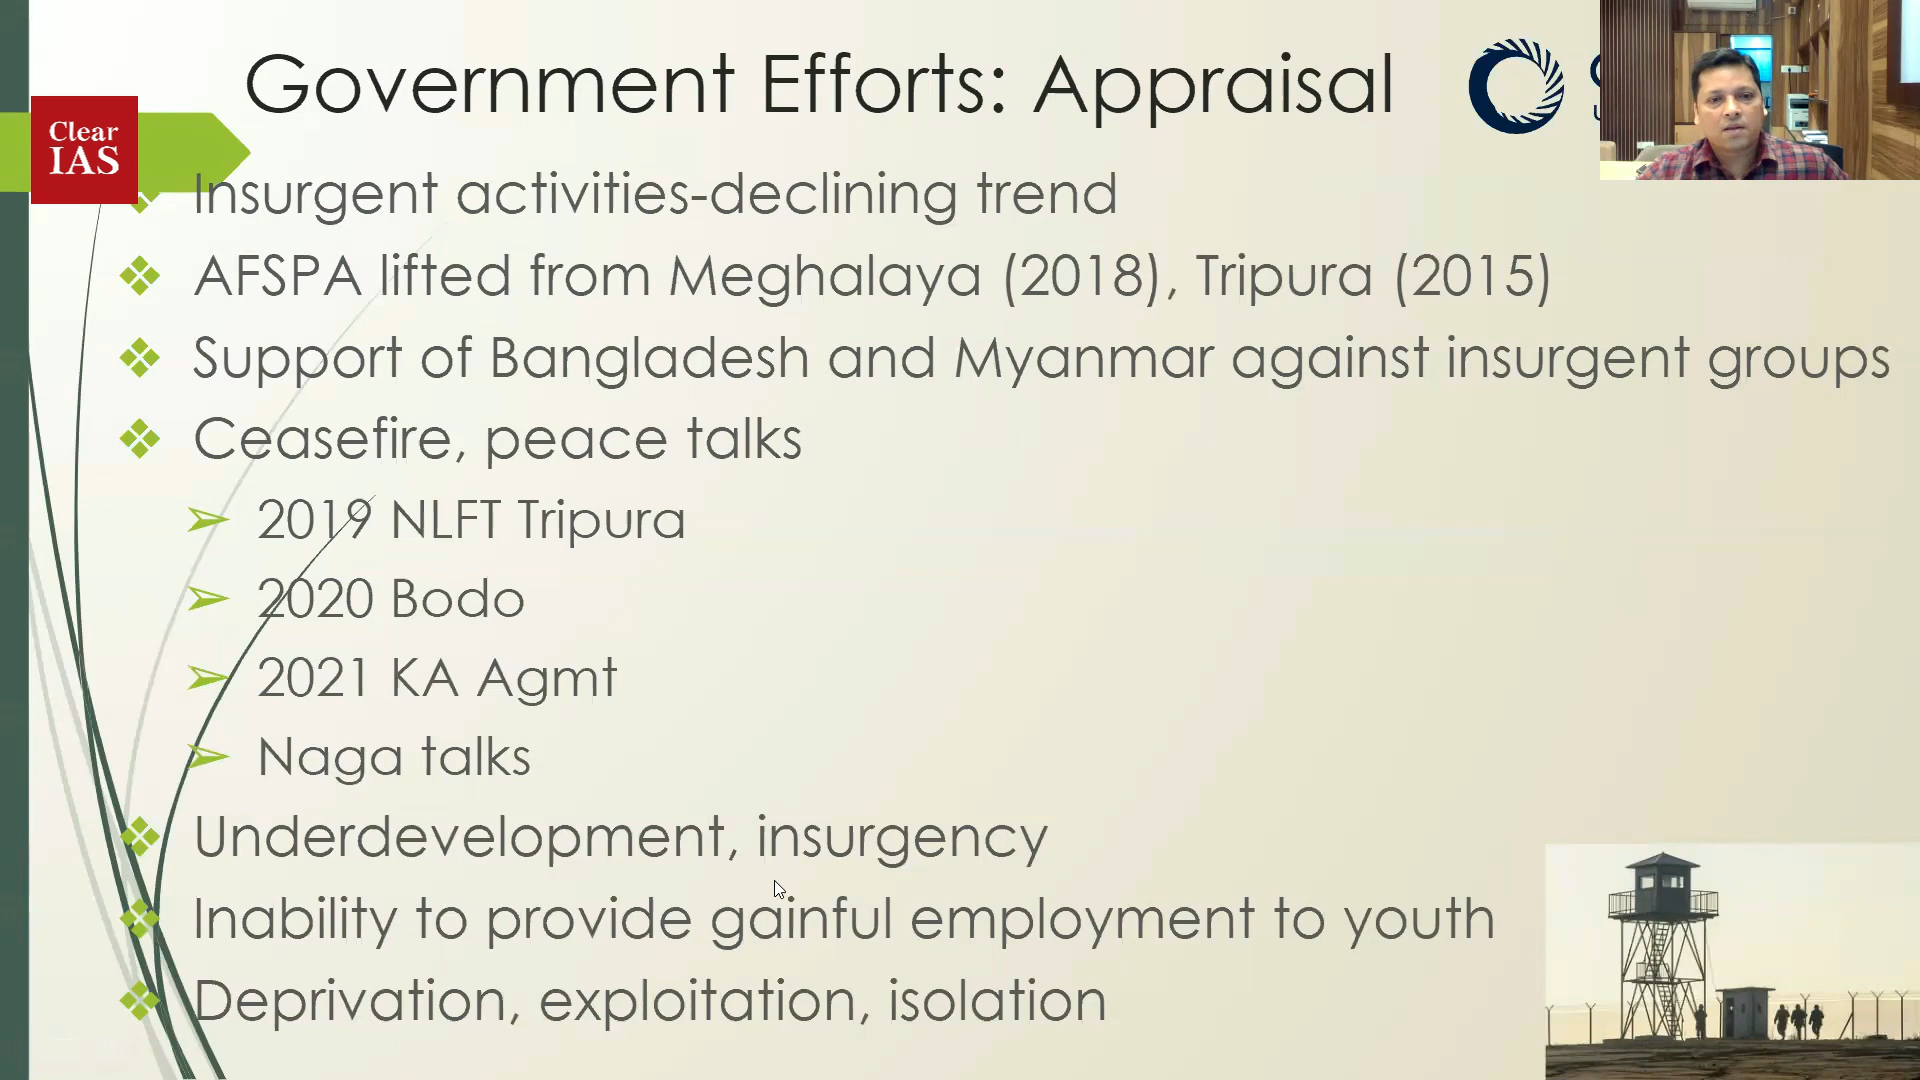 Government Efforts: Appraisal
Clear
IAS
Insurgent activities-declining trend
AFSPA lifted from Meghalaya (2018), Tripura (2015)
Support of Bangladesh and Myanmar against insurgent groups
Ceasefire, peace talks
2019 NLFT Tripura
2020 Bodo
2021 KA Agmt
Naga talks
Underdevelopment, insurgency
Inability to provide gainful employment to youth
Deprivation, exploitation, isolation